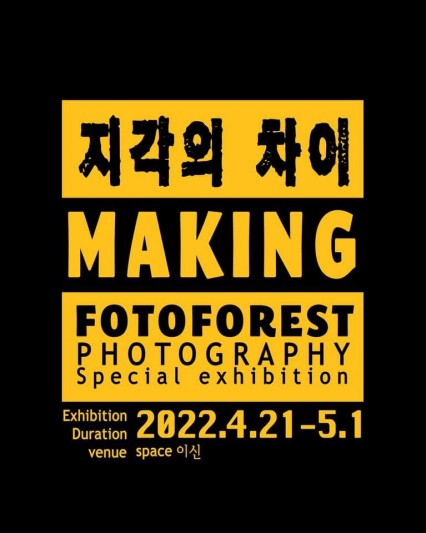 지각의 차이
MAKING
FOTOFOREST
PHOTOGRAPHY
Special exhibition
Exhibition Duration 2022.4.21-5.1
venue space 이신